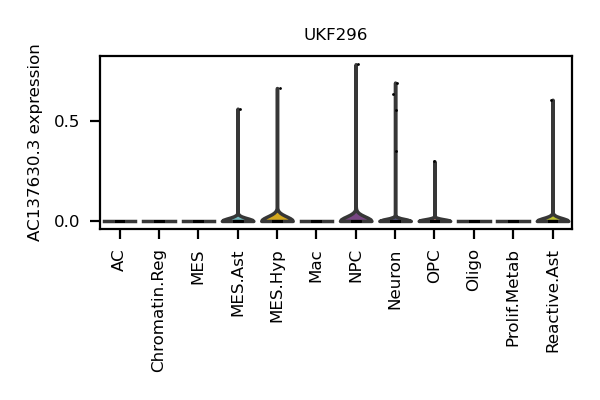 UKF296
AC137630.3 expression
0.5
0.0
AC
Chromatin.Reg
MES
MES.Ast
MES.Hyp
Mac
NPC
Neuron
OPC
Oligo
Prolif.Metab
Reactive.Ast